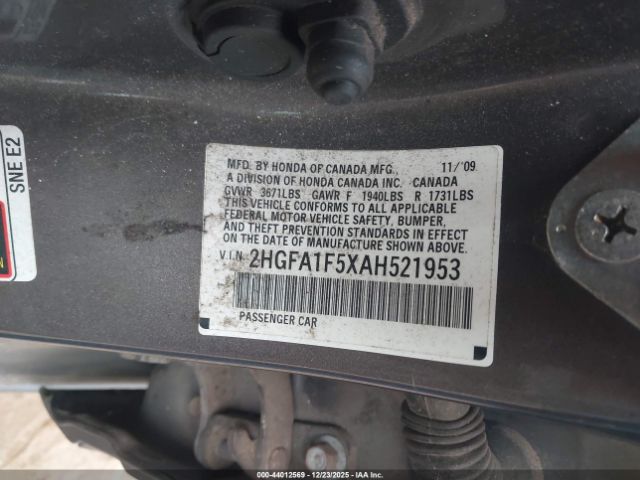 SNE E2
MFD. BY HONDA OF CANADA MFG., 11/'09
A DIVISION OF HONDA CANADA INC. CANADA
GVWR 3671LBS GAWR F 1940LBS R 1731LBS
THIS VEHICLE CONFORMS TO ALL APPLICABLE
FEDERAL MOTOR VEHICLE SAFETY, BUMPER,
AND THEFT PREVENTION STANDARDS IN EFFECT
ON THE DATE OF MANUFACTURE SHOWN ABOVE.
V.I.N. 2HGFA1F5XAH521953
PASSENGER CAR
000-44012569 - 12/23/2025 - IAA Inc.